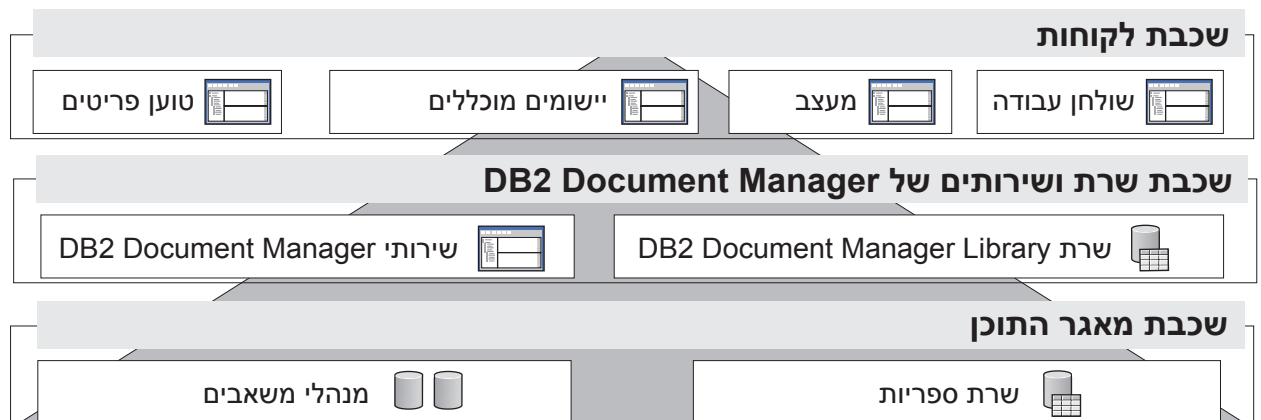 שכבת לקוחות
שולחן עבודה
מעצב
יישומים מוכללים
טוען פריטים
שכבת שרת ושירותים של DB2 Document Manager
שרת DB2 Document Manager Library
שירותי DB2 Document Manager
שכבת מאגר התוכן
שרת ספריות
מנהלי משאבים